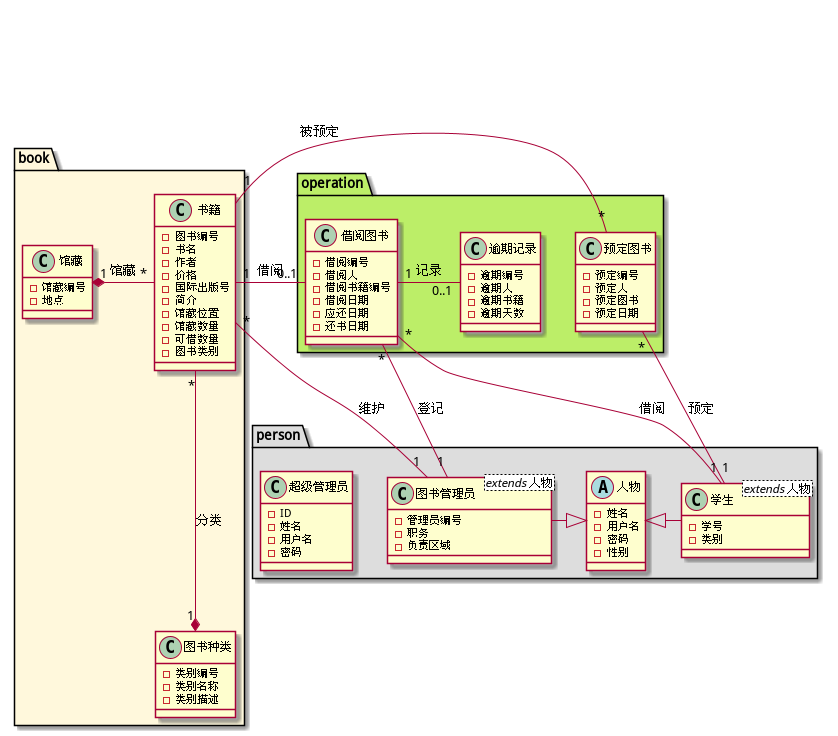 被预定
book
1
operation
*
C 书籍
图书编号
书名
作者
价格
国际出版号
简介
馆藏位置
馆藏数量
可借数量
图书类别
C 馆藏
馆藏编号
地点
1 馆藏 *
1 借阅 0..1
C 借阅图书
借阅编号
借阅人
借阅书籍编号
借阅日期
应还日期
还书日期
1 记录
0..1
C 逾期记录
逾期编号
逾期人
逾期书籍
逾期天数
C 预定图书
预定编号
预定人
预定图书
预定日期
*
*
*
*
*
维护
登记
借阅
预定
person
1
1
1
1
C 超级管理员
ID
姓名
用户名
密码
C 图书管理员
extends 人物
管理员编号
职务
负责区域
A 人物
姓名
用户名
密码
性别
C 学生
extends 人物
学号
类别
分类
1
C 图书种类
类别编号
类别名称
类别描述